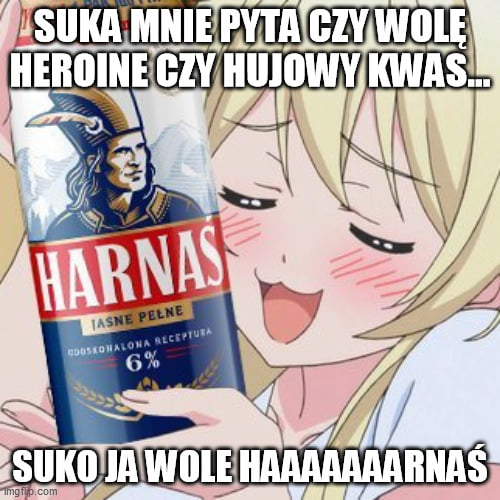 SUKA MNIE PYTA CZY WOLĘ
HEROINE CZY HUJOWY KWAS...
HARNAŚ
JASNE PEŁNE
UDOSKONALONA RECEPTURA
6%
SUKO JA WOLE HAAAAAAARNAŚ
imgflip.com